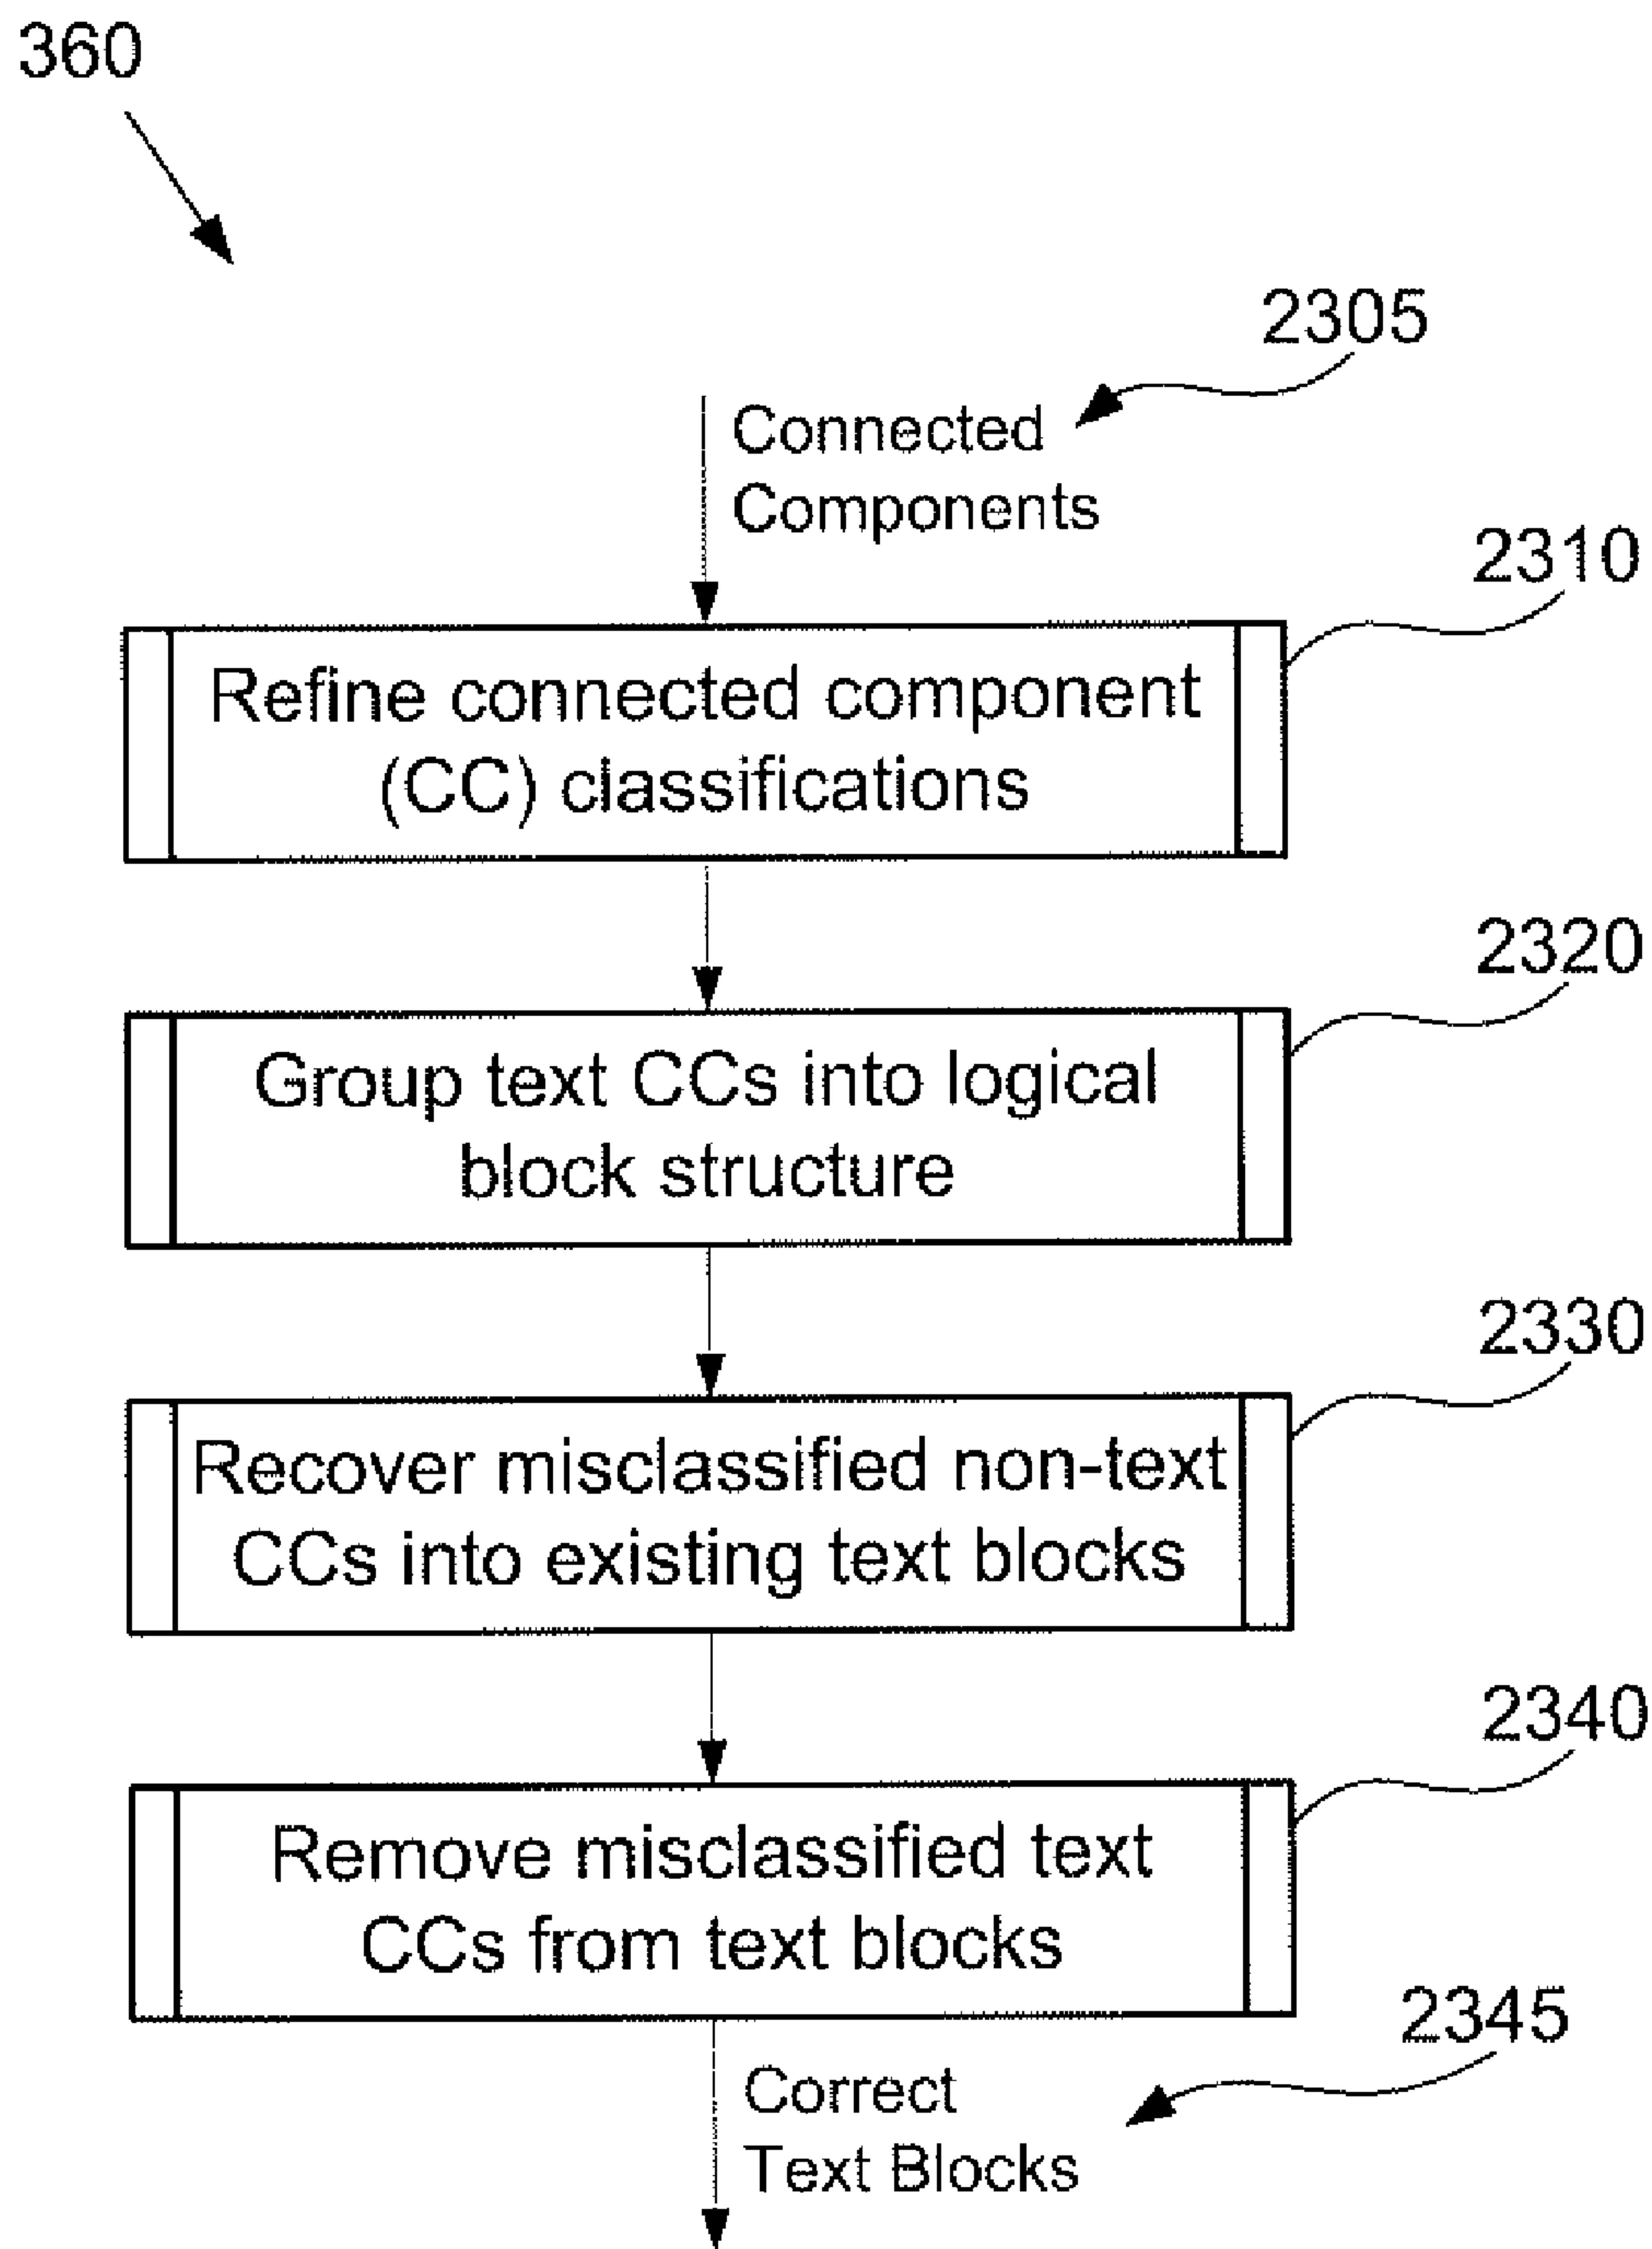 360
2305
Connected
Components
2310
Refine connected component
(CC) classifications
2320
Group text CCs into logical
block structure
2330
Recover misclassified non-text
CCs into existing text blocks
2340
Remove misclassified text
CCs from text blocks
2345
Correct
Text Blocks